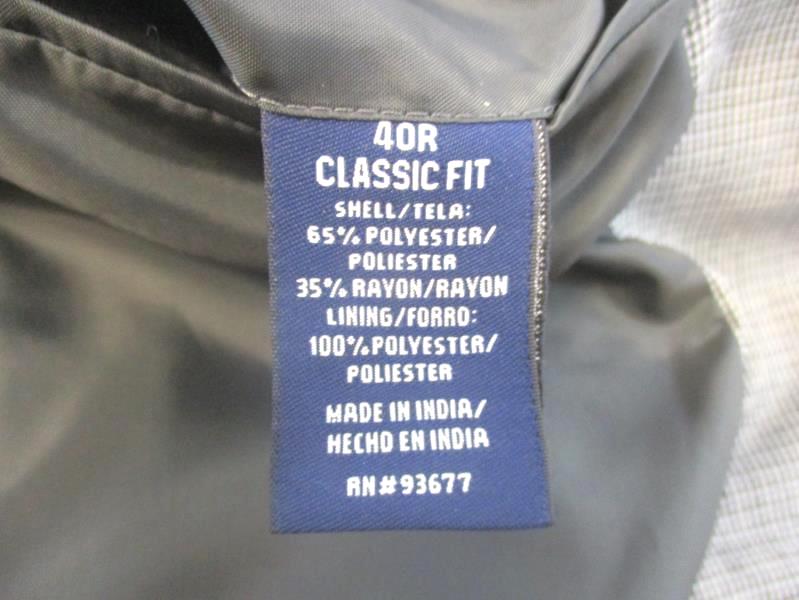 40R
CLASSIC FIT
SHELL/TELA:
65% POLYESTER/
POLIESTER
35% RAYON/RAYON
LINING/FORRO:
100% POLYESTER/
POLIESTER
MADE IN INDIA/
HECHO EN INDIA
RN#93677